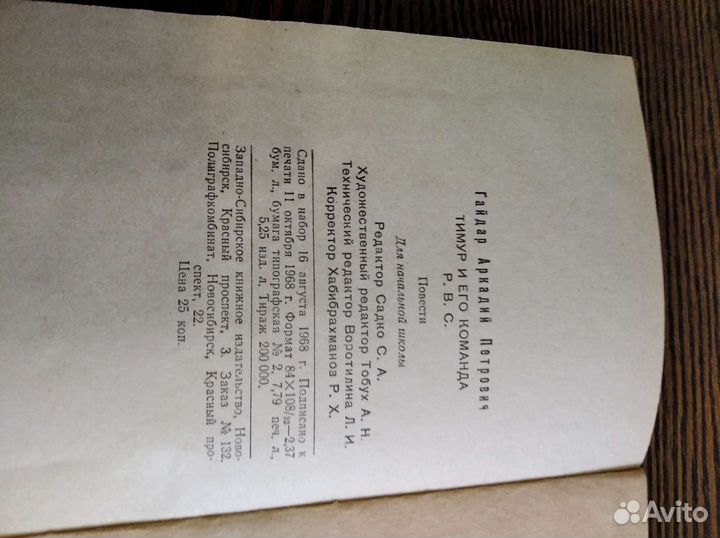 Гайдар Аркадий Петрович
ТИМУР И ЕГО КОМАНДА
Р. В. С.
Повести
Для начальной школы
Редактор Садко С. А.
Художественный редактор Тобух А. Н.
Технический редактор Воротилина Л. И.
Корректор Хабибрахманов Р. Х.
Сдано в набор 16 августа 1968 г. Подписано к
печати 11 октября 1968 г. Формат 84×108/32—2,37
бум. л., бумага типографская № 2, 7,79 печ. л.,
5,25 изд. л. Тираж 200 000.
Западно-Сибирское книжное издательство, Ново-
сибирск, Красный проспект, 3. Заказ № 132.
Полиграфкомбинат, Новосибирск, Красный про-
спект, 22.
Цена 25 коп.
Avito